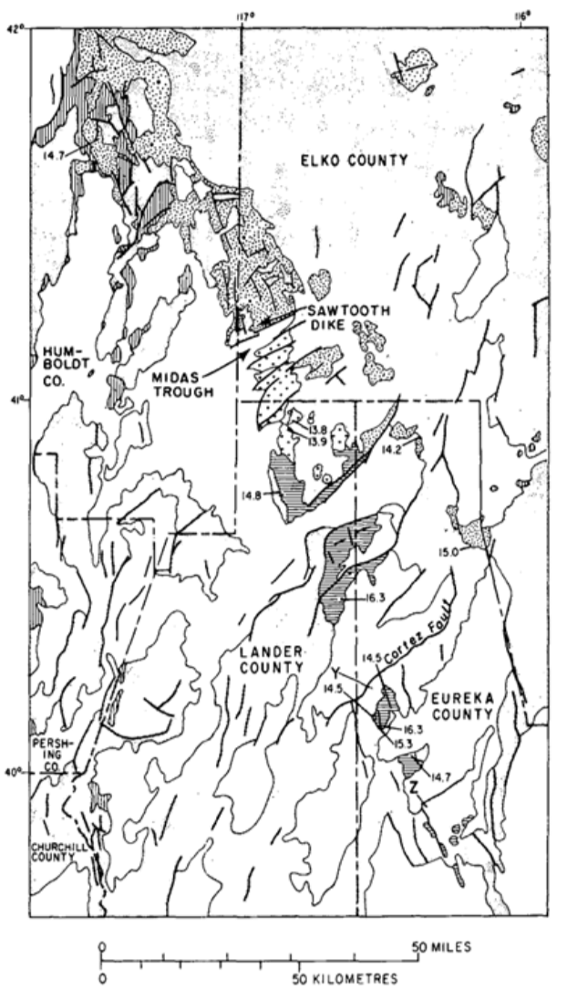 117°
116°
42°
14.7
ELKO COUNTY
SAWTOOTH
DIKE
HUM-
BOLDT
CO.
MIDAS
TROUGH
41°
13.8
13.9
14.2
14.8
15.0
16.3
LANDER
COUNTY
Cortez Fault
14.5
Y
14.5
EUREKA
COUNTY
16.3
15.3
PERSH-
ING
CO.
40°
14.7
Z
CHURCHILL
COUNTY
0
50 MILES
0
50 KILOMETRES